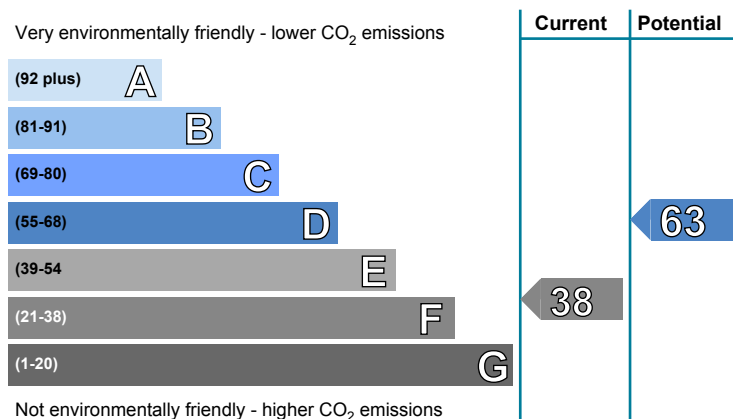 Current Potential
Very environmentally friendly - lower CO2 emissions
(92 plus) A
(81-91) B
(69-80) C
(55-68) D
63
(39-54 E
38
(21-38) F
(1-20) G
Not environmentally friendly - higher CO2 emissions